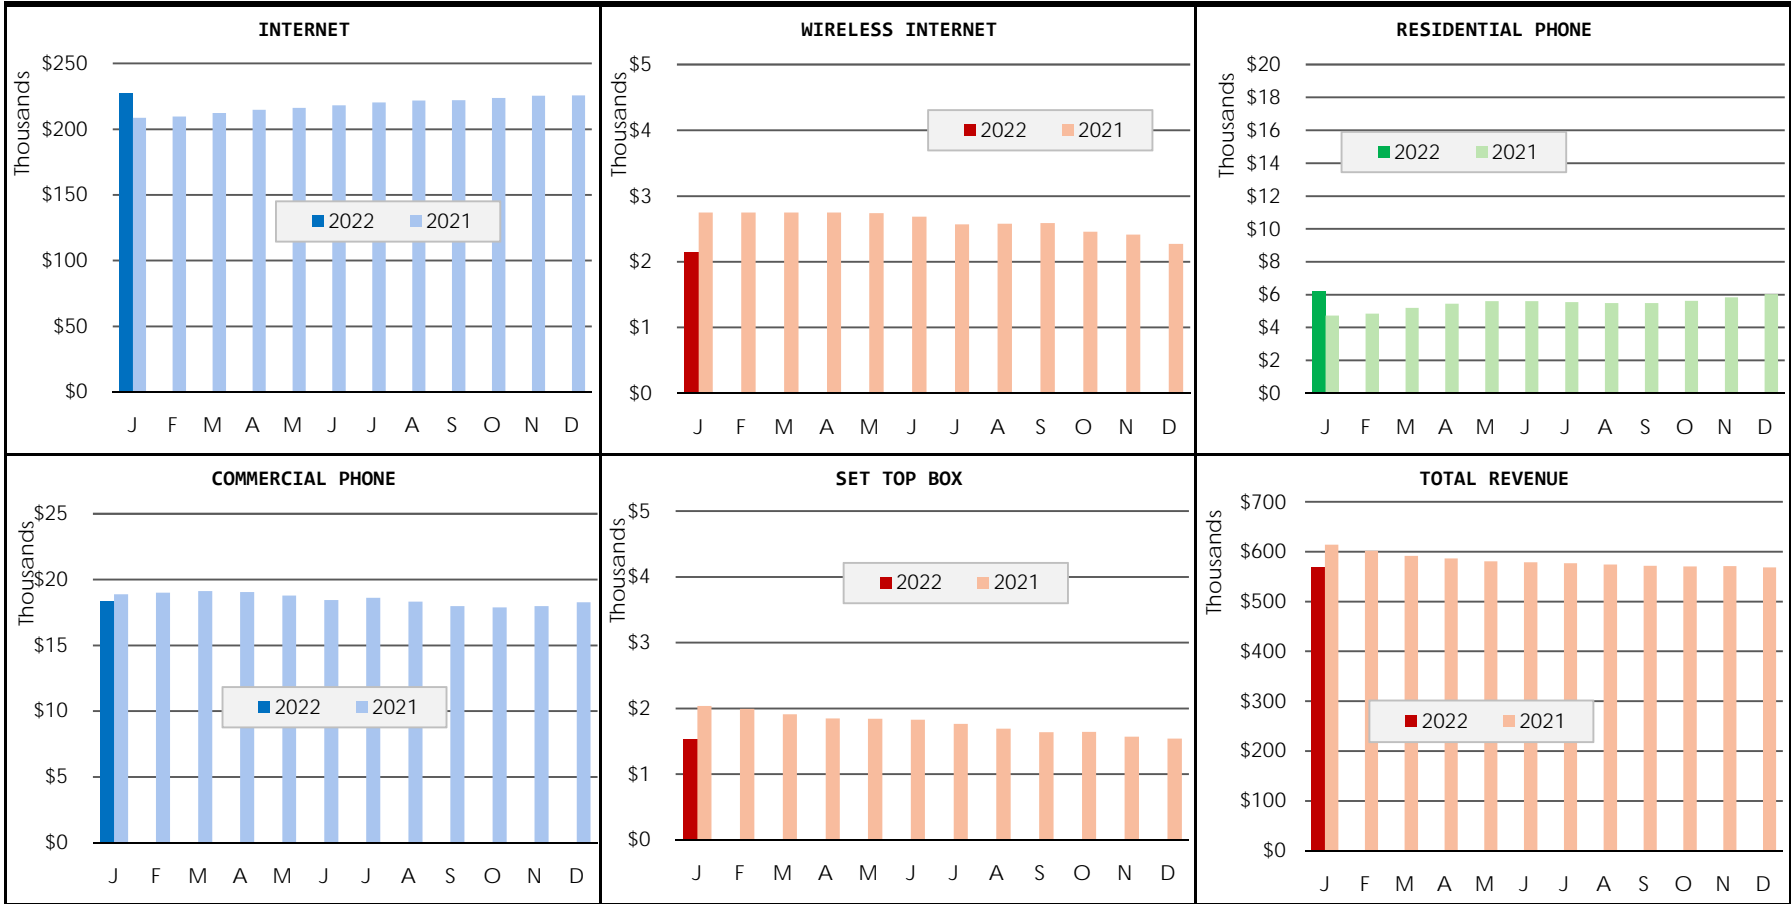 INTERNET
Thousands
$250
$200
$150
$100
$50
$0
2022 2021
J F M A M J J A S O N D
WIRELESS INTERNET
Thousands
$5
$4
$3
$2
$1
$0
2022 2021
J F M A M J J A S O N D
RESIDENTIAL PHONE
Thousands
$20
$18
$16
$14
$12
$10
$8
$6
$4
$2
$0
2022 2021
J F M A M J J A S O N D
COMMERCIAL PHONE
Thousands
$25
$20
$15
$10
$5
$0
2022 2021
J F M A M J J A S O N D
SET TOP BOX
Thousands
$5
$4
$3
$2
$1
$0
2022 2021
J F M A M J J A S O N D
TOTAL REVENUE
Thousands
$700
$600
$500
$400
$300
$200
$100
$0
2022 2021
J F M A M J J A S O N D